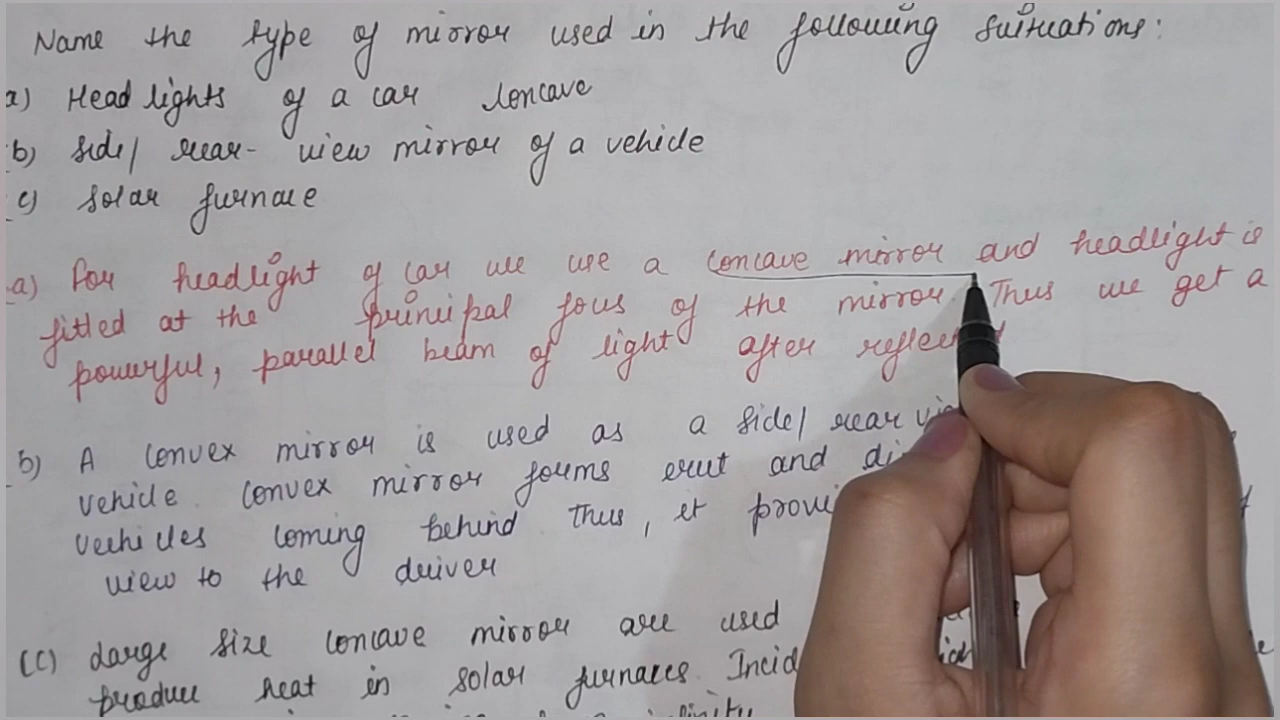 Name the type of mirror used in the following suituations:
a) Head lights of a car concave
b) side/ rear- view mirror of a vehicle
c) Solar furnace
a) For headlight of car we use a concave mirror and headlight is
fitted at the principal focus of the mirror. Thus we get a
powerful, parallel beam of light after
b) A convex mirror is used as a side/ rear
vehicle. convex mirror forms erect and
vechicles coming behind Thus, it
view to the driver
(C) Large size concave mirror are used
produce heat in solar furnaces.
infinity